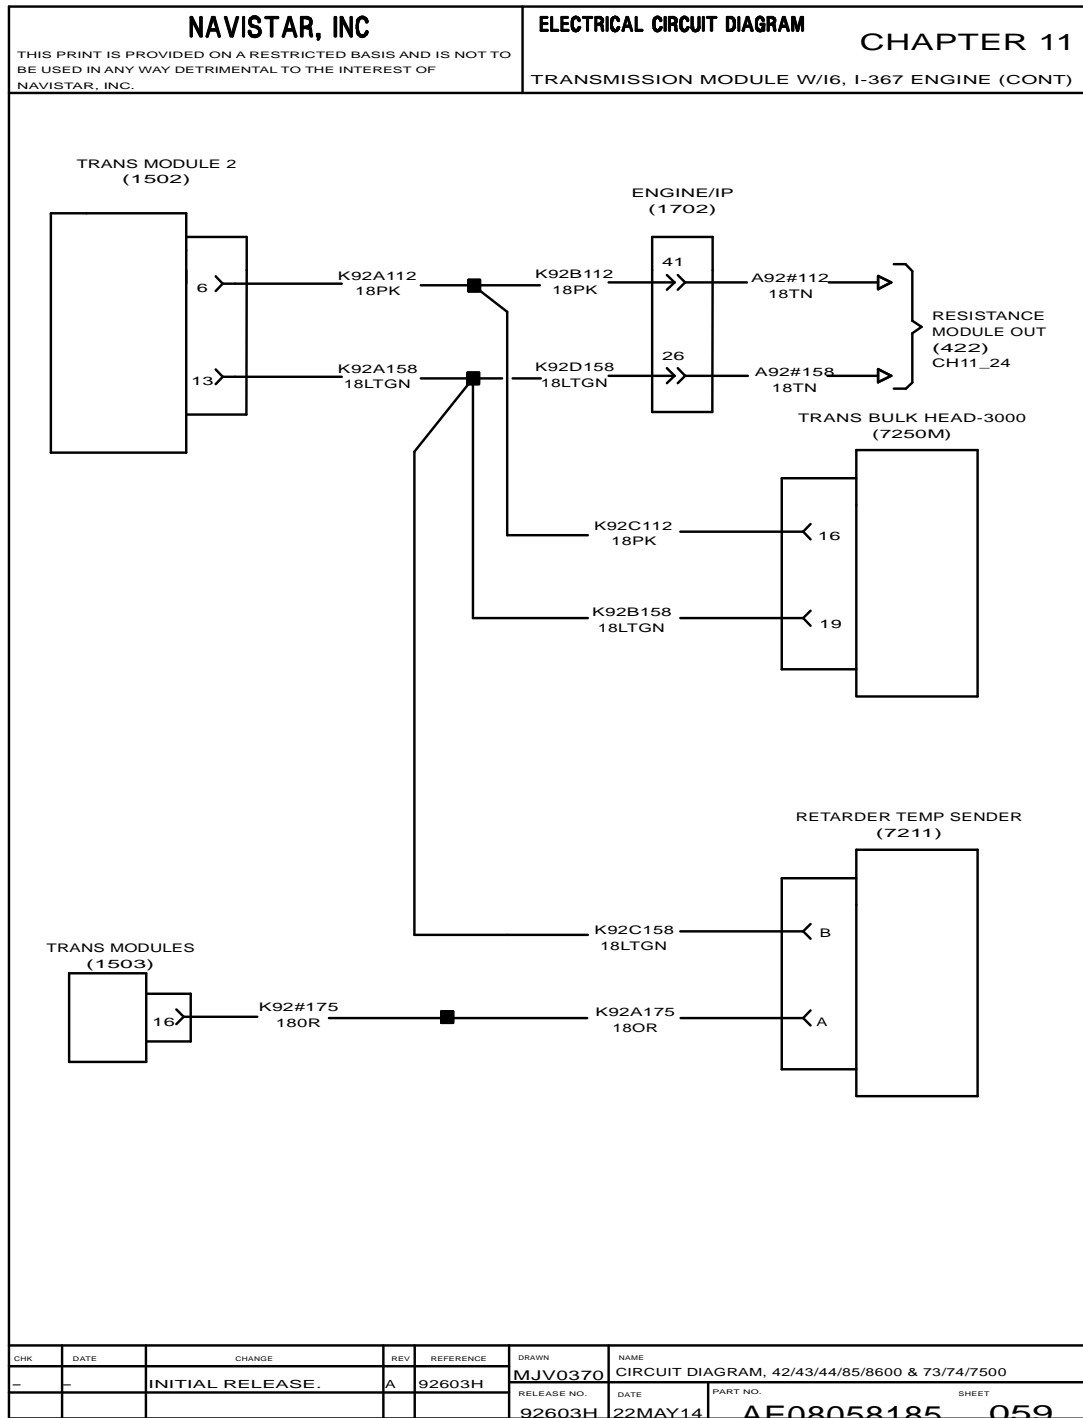 NAVISTAR, INC
THIS PRINT IS PROVIDED ON A RESTRICTED BASIS AND IS NOT TO
BE USED IN ANY WAY DETRIMENTAL TO THE INTEREST OF
NAVISTAR, INC.
ELECTRICAL CIRCUIT DIAGRAM
CHAPTER 11
TRANSMISSION MODULE W/I6, I-367 ENGINE (CONT)
TRANS MODULE 2
(1502)
ENGINE/IP
(1702)
6
K92A112
18PK
K92B112
18PK
41
A92#112
18TN
13
K92A158
18LTGN
K92D158
18LTGN
26
A92#158
18TN
RESISTANCE
MODULE OUT
(422)
CH11_24
TRANS BULK HEAD-3000
(7250M)
K92C112
18PK
16
K92B158
18LTGN
19
RETARDER TEMP SENDER
(7211)
K92C158
18LTGN
B
TRANS MODULES
(1503)
16
K92#175
180R
K92A175
18OR
A
CHK
DATE
CHANGE
REV
REFERENCE
–
–
INITIAL RELEASE.
A
92603H
DRAWN
MJV0370
NAME
CIRCUIT DIAGRAM, 42/43/44/85/8600 & 73/74/7500
RELEASE NO.
92603H
DATE
22MAY14
PART NO.
AE08058185
SHEET
059